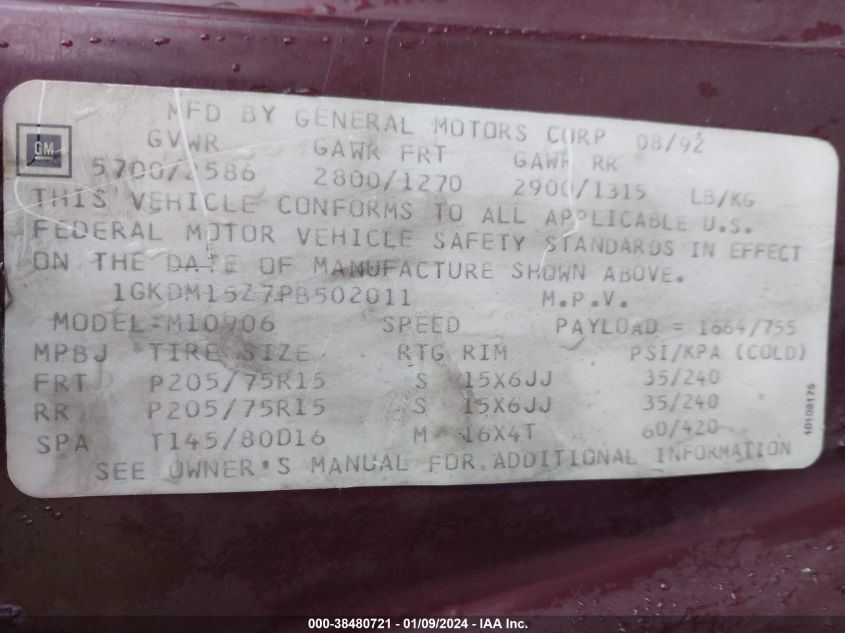 MFD BY GENERAL MOTORS CORP 08/92
GM
GVWR GAWR FRT GAWR RR
5700/2586 2800/1270 2900/1315 LB/KG
THIS VEHICLE CONFORMS TO ALL APPLICABLE U.S.
FEDERAL MOTOR VEHICLE SAFETY STANDARDS IN EFFECT
ON THE DATE OF MANUFACTURE SHOWN ABOVE.
1GKDM15Z7PB502011 M.P.V.
MODEL=M10906 SPEED PAYLOAD = 1664/755
MPBJ TIRE SIZE RTG RIM PSI/KPA (COLD)
FRT P205/75R15 S 15X6JJ 35/240
RR P205/75R15 S 15X6JJ 35/240
SPA T145/80D16 M 16X4T 60/420
SEE OWNER'S MANUAL FOR ADDITIONAL INFORMATION
10108175
000-38480721 - 01/09/2024 - IAA Inc.